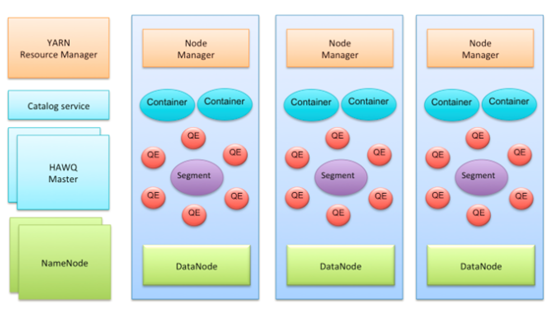 YARN
Resource Manager
Catalog service
HAWQ
Master
NameNode
Node
Manager
Container
Container
QE
QE
QE
Segment
QE
QE
QE
DataNode
Node
Manager
Container
Container
QE
QE
QE
Segment
QE
QE
QE
DataNode
Node
Manager
Container
Container
QE
QE
QE
Segment
QE
QE
QE
DataNode